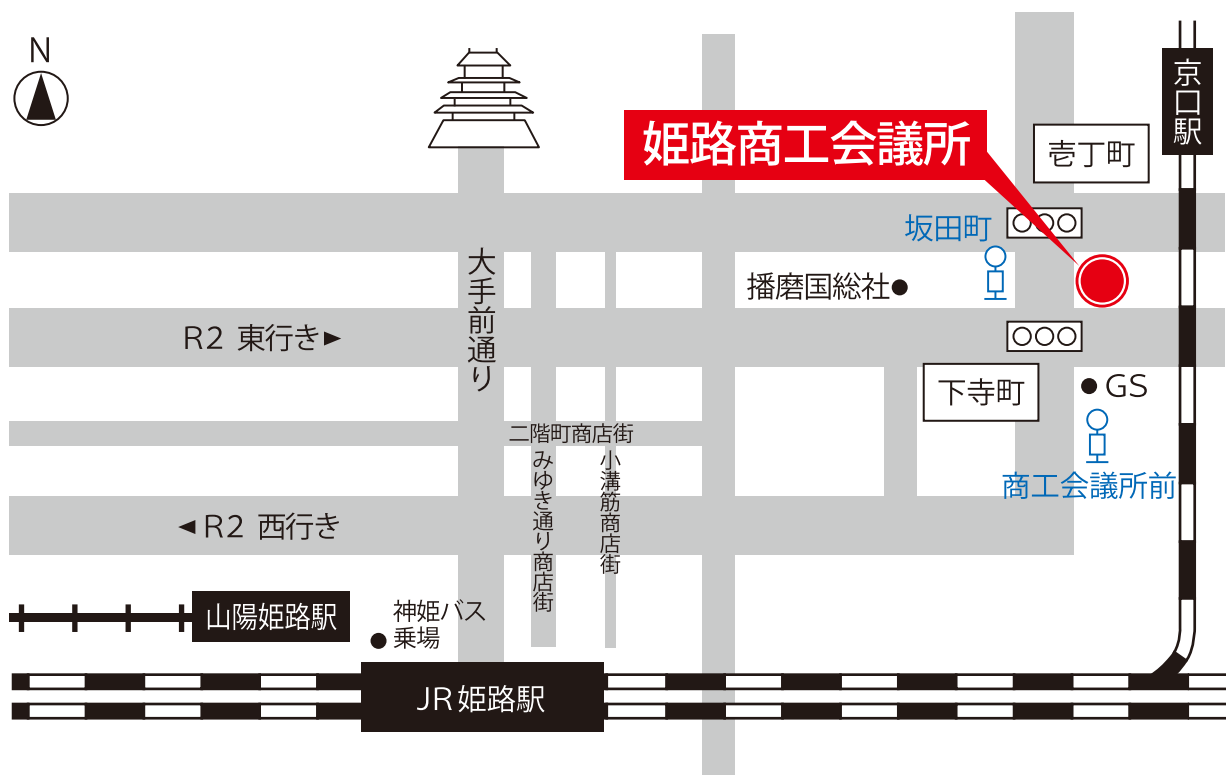 N
京口駅
姫路商工会議所
壱丁町
坂田町
大手前通り
播磨国総社
R2 東行き
下寺町
GS
二階町商店街
みゆき通り商店街
小溝筋商店街
商工会議所前
R2 西行き
山陽姫路駅
神姫バス
乗場
JR姫路駅